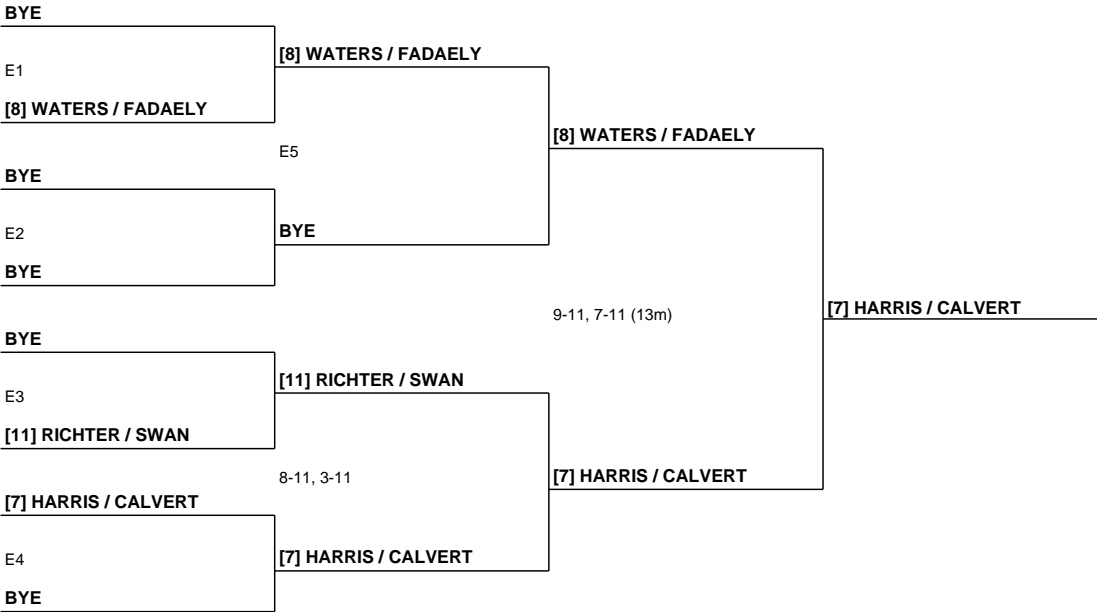 BYE
E1
[8] WATERS / FADAELY
BYE
E2
BYE
BYE
E3
[11] RICHTER / SWAN
[7] HARRIS / CALVERT
E4
BYE
[8] WATERS / FADAELY
E5
BYE
[11] RICHTER / SWAN
8-11, 3-11
[7] HARRIS / CALVERT
[8] WATERS / FADAELY
9-11, 7-11 (13m)
[7] HARRIS / CALVERT
[7] HARRIS / CALVERT